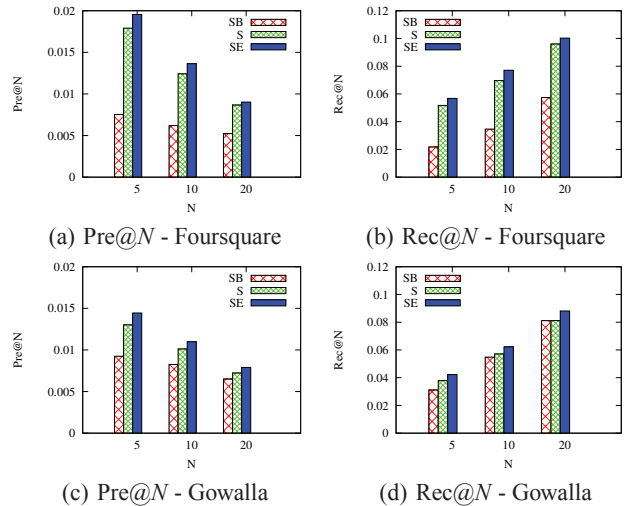 0.02
0.015
0.01
0.005
0
Pre@N
SB
S
SE
5 10 20
N
(a) Pre@N - Foursquare
0.12
0.1
0.08
0.06
0.04
0.02
0
Rec@N
SB
S
SE
5 10 20
N
(b) Rec@N - Foursquare
0.02
0.015
0.01
0.005
0
Pre@N
SB
S
SE
5 10 20
N
(c) Pre@N - Gowalla
0.12
0.1
0.08
0.06
0.04
0.02
0
Rec@N
SB
S
SE
5 10 20
N
(d) Rec@N - Gowalla